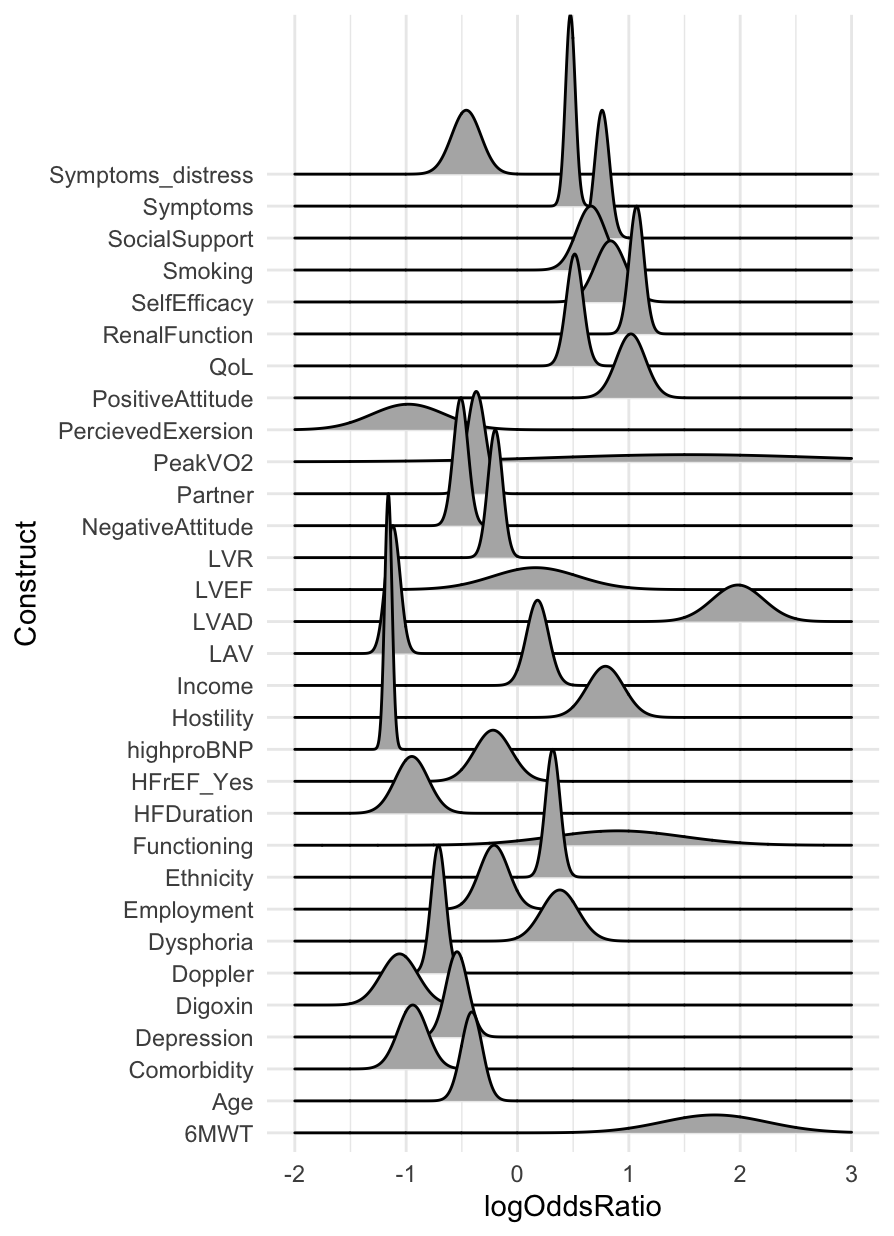 Symptoms_distress
Symptoms
SocialSupport
Smoking
SelfEfficacy
RenalFunction
QoL
PositiveAttitude
PercievedExersion
PeakVO2
Partner
NegativeAttitude
LVR
LVEF
LVAD
LAV
Income
Hostility
highproBNP
HFrEF_Yes
HFDuration
Functioning
Ethnicity
Employment
Dysphoria
Doppler
Digoxin
Depression
Comorbidity
Age
6MWT
Construct
-2 -1 0 1 2 3
logOddsRatio